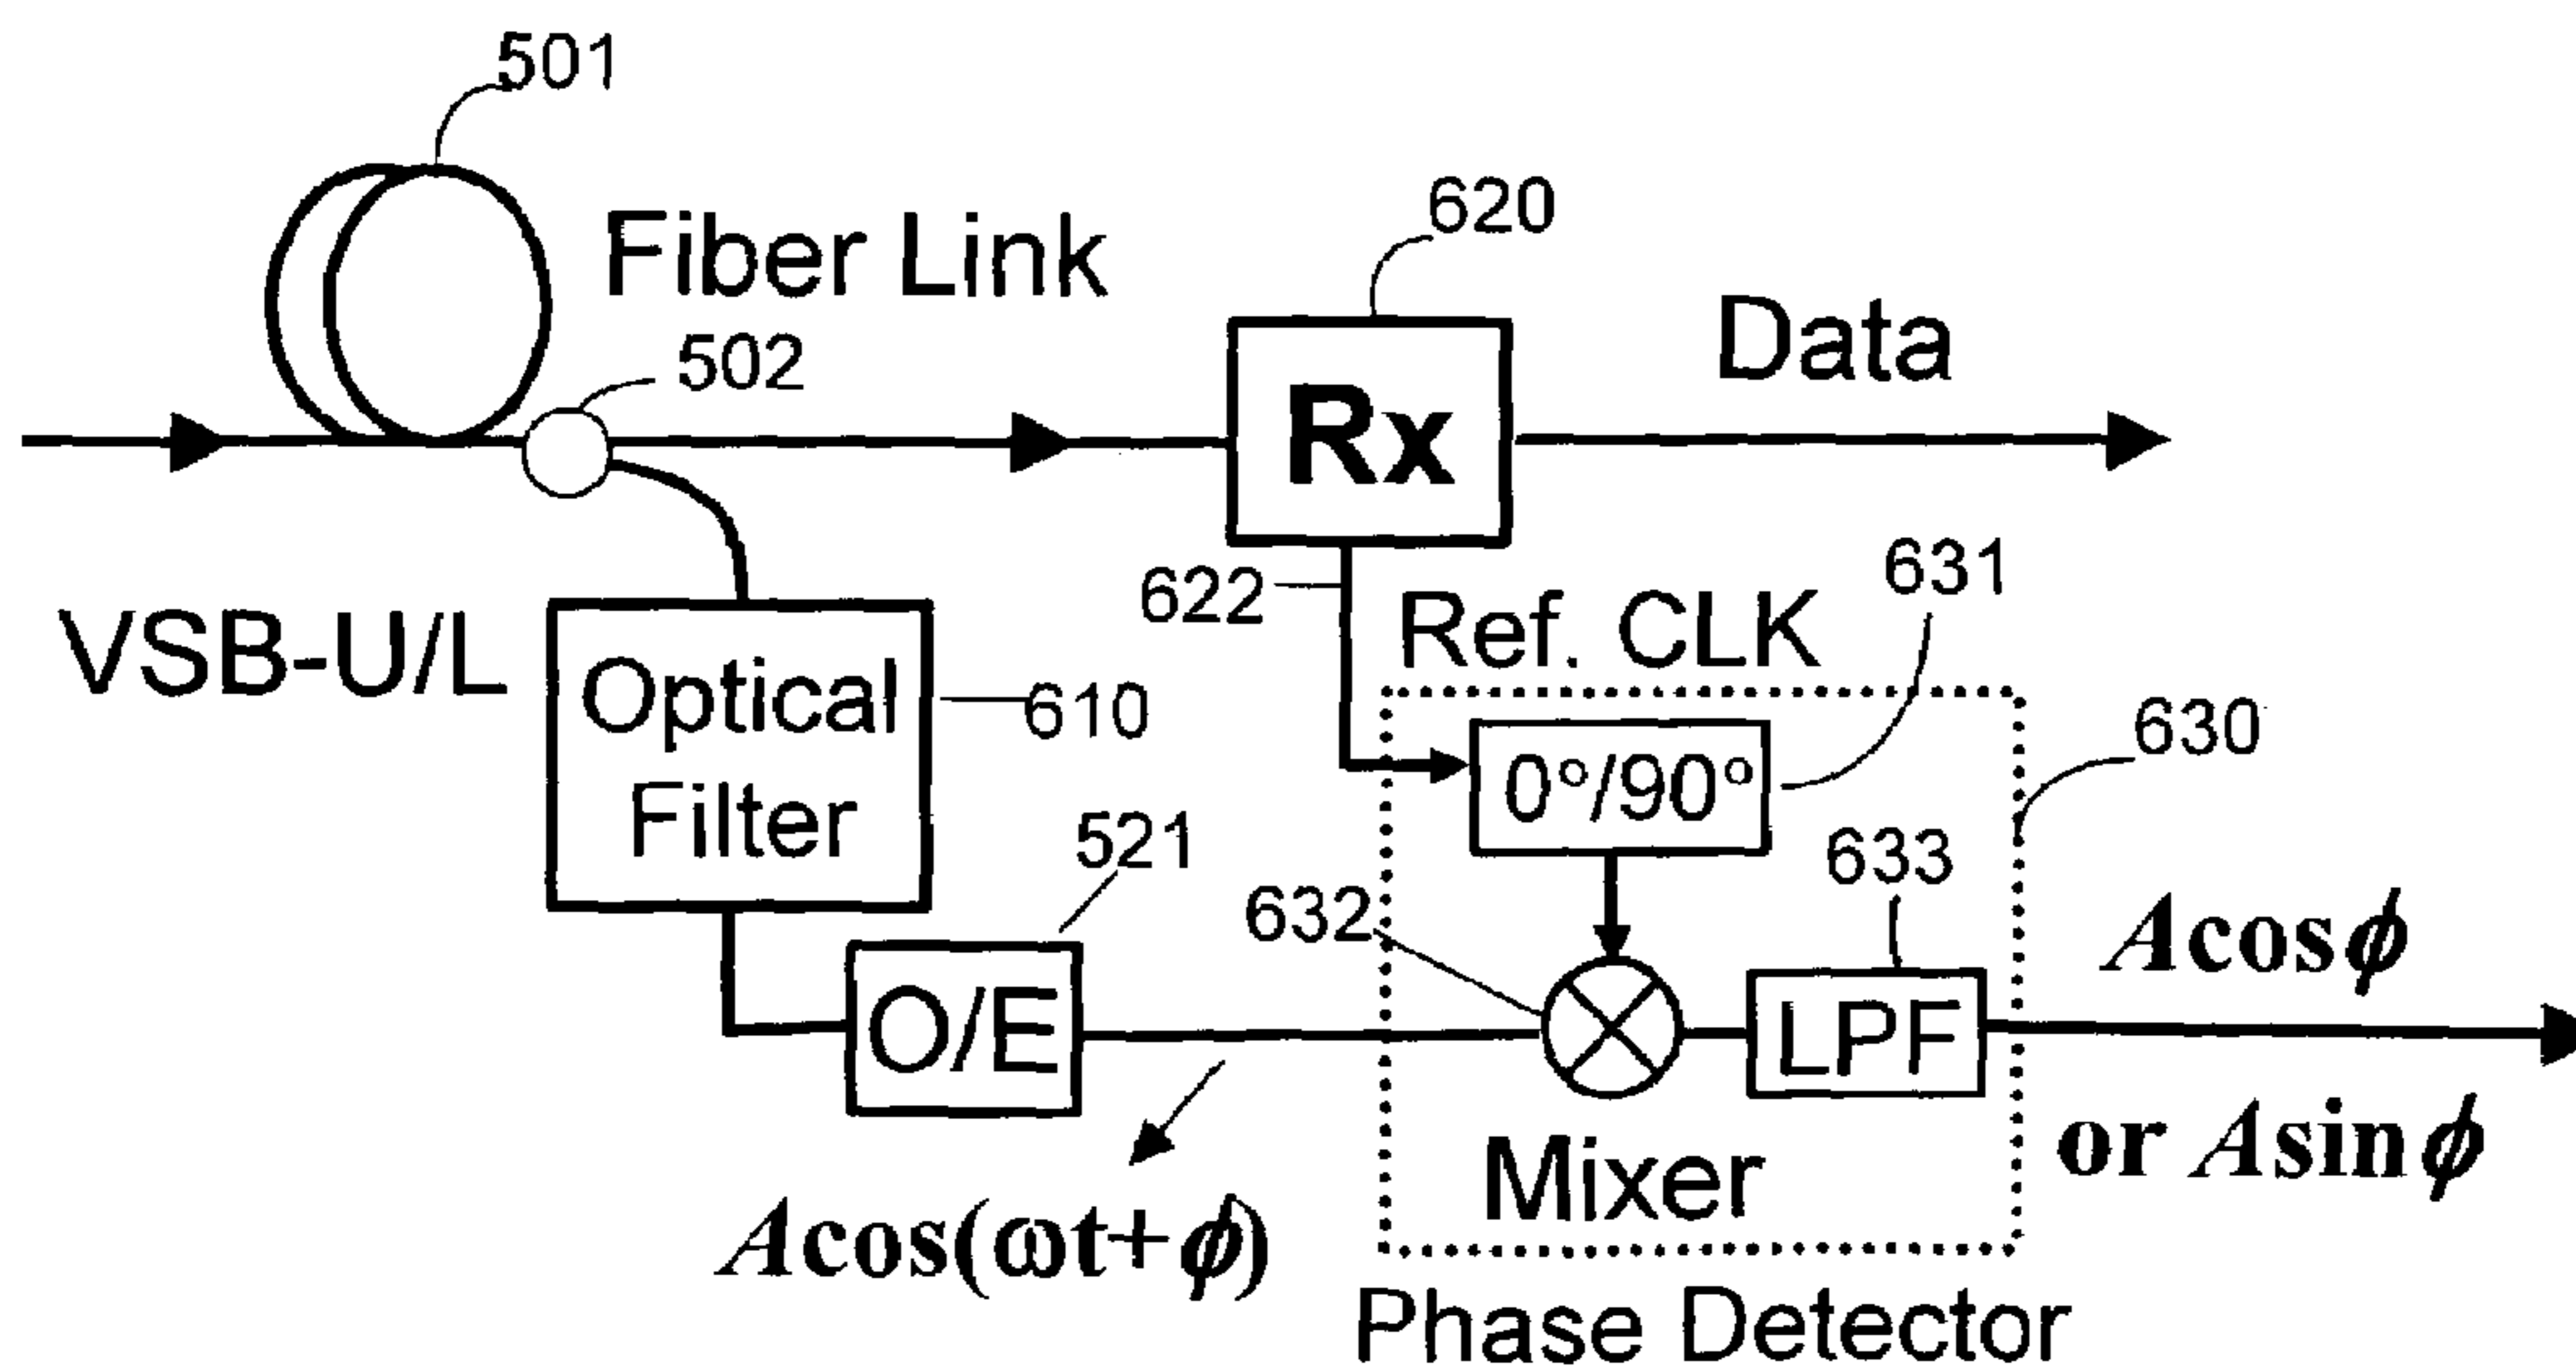 501
Fiber Link
502
620
Rx
Data
VSB-U/L
Optical
Filter
610
622
Ref. CLK
631
0°/90°
630
521
O/E
632
633
LPF
Acosϕ
or Asinϕ
Acos(ωt+ϕ)
Mixer
Phase Detector